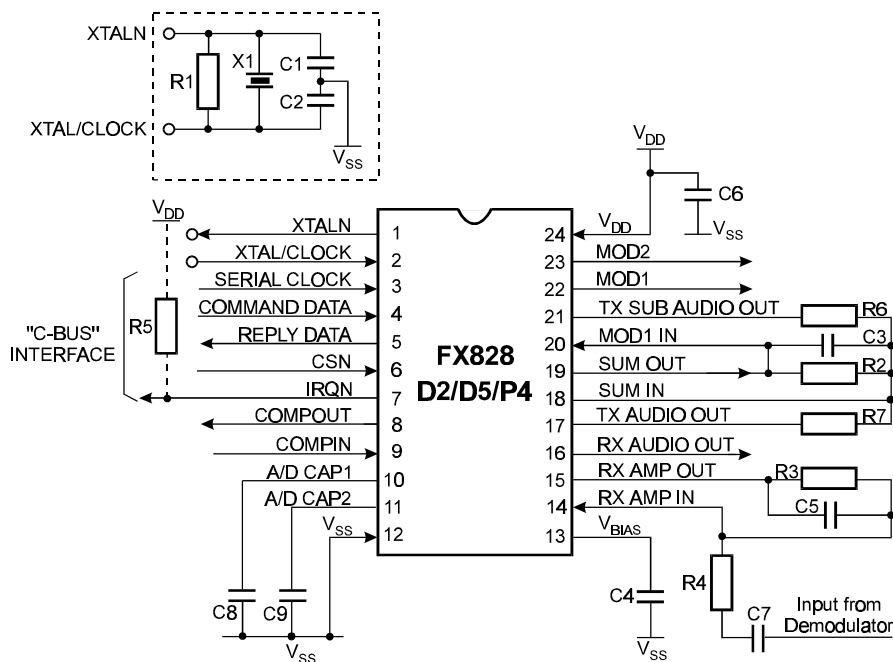 XTALN
R1
X1
C1
C2
XTAL/CLOCK
VSS
VDD
C6
VSS
VDD
"C-BUS"
INTERFACE
R5
XTALN
XTAL/CLOCK
SERIAL CLOCK
COMMAND DATA
REPLY DATA
CSN
IRQN
COMPOUT
COMPIN
A/D CAP1
A/D CAP2
VSS
1
2
3
4
5
6
7
8
9
10
11
12
FX828
D2/D5/P4
24
23
22
21
20
19
18
17
16
15
14
13
VDD
MOD2
MOD1
TX SUB AUDIO OUT
MOD1 IN
SUM OUT
SUM IN
TX AUDIO OUT
RX AUDIO OUT
RX AMP OUT
RX AMP IN
VBIAS
R6
C3
R2
R7
R3
C5
R4
C7
Input from
Demodulator
C8
C9
VSS
C4
VSS